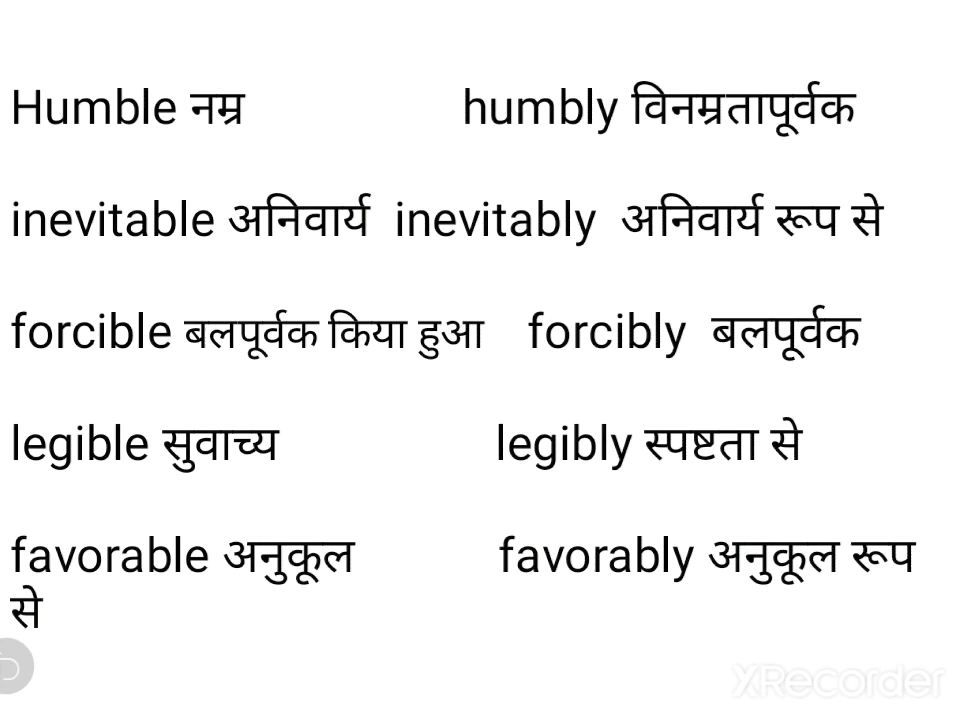 Humble नम्र humbly विनम्रतापूर्वक
inevitable अनिवार्य inevitably अनिवार्य रूप से
forcible बलपूर्वक किया हुआ forcibly बलपूर्वक
legible सुवाच्य legibly स्पष्टता से
favorable अनुकूल favorably अनुकूल रूप
से
XRecorder